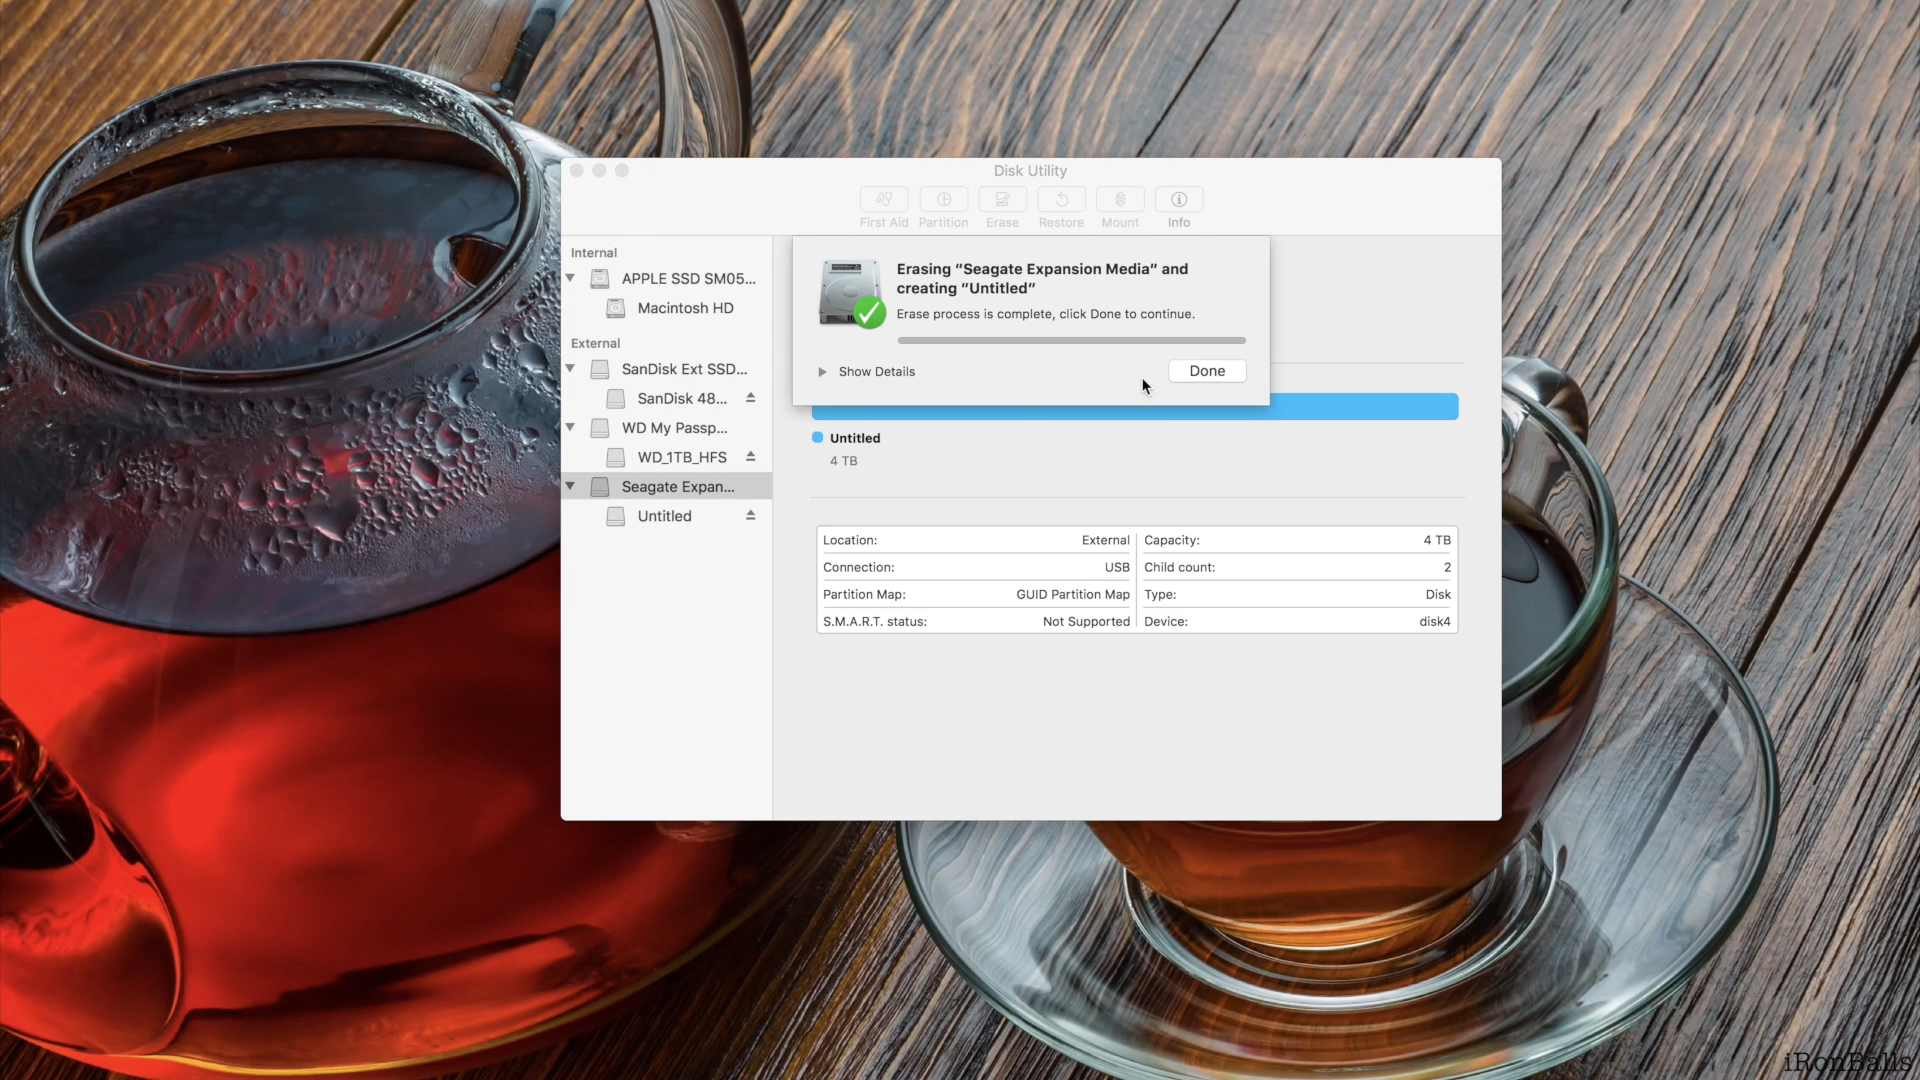 Disk Utility
First Aid
Partition
Erase
Restore
Mount
Info
Internal
APPLE SSD SM05...
Macintosh HD
External
SanDisk Ext SSD...
SanDisk 48...
WD My Passp...
WD_1TB_HFS
Seagate Expan...
Untitled
Erasing “Seagate Expansion Media” and
creating “Untitled”
Erase process is complete, click Done to continue.
Show Details
Done
Untitled
4 TB
Location: External
Capacity: 4 TB
Connection: USB
Child count: 2
Partition Map: GUID Partition Map
Type: Disk
S.M.A.R.T. status: Not Supported
Device: disk4
iRonBalls